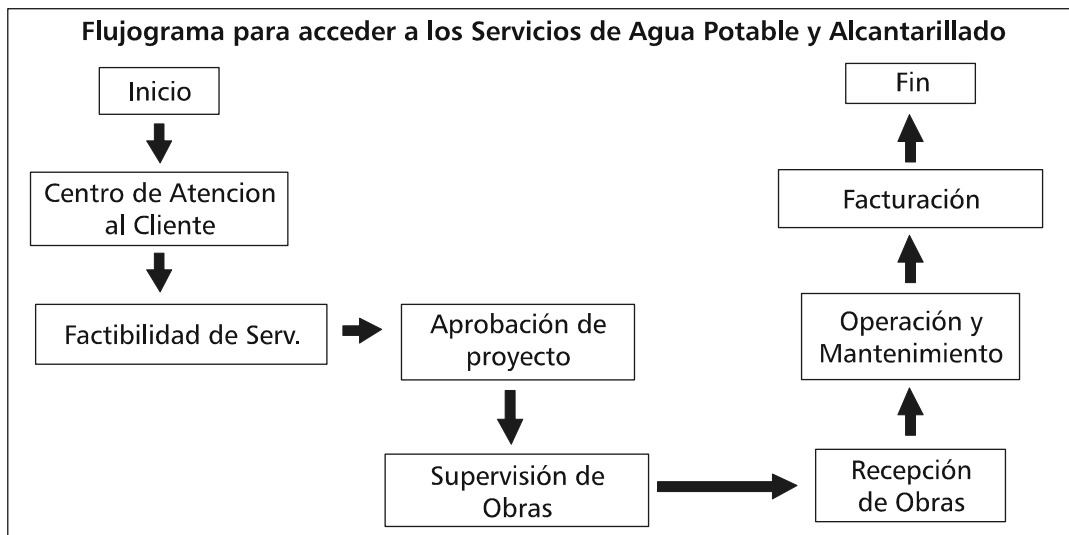 Flujograma para acceder a los Servicios de Agua Potable y Alcantarillado
Inicio
Centro de Atencion
al Cliente
Factibilidad de Serv.
Aprobación de
proyecto
Supervisión de
Obras
Recepción
de Obras
Operación y
Mantenimiento
Facturación
Fin